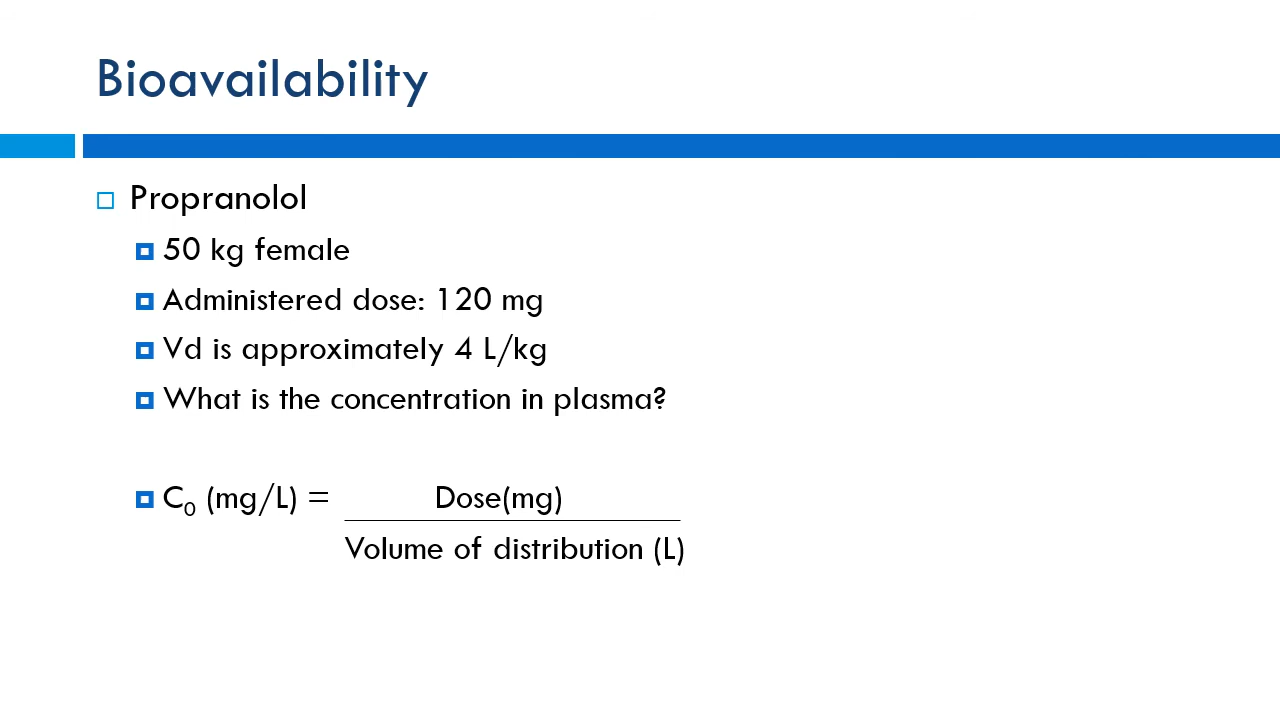 Bioavailability
Propranolol
50 kg female
Administered dose: 120 mg
Vd is approximately 4 L/kg
What is the concentration in plasma?
C₀ (mg/L) = Dose(mg)
Volume of distribution (L)